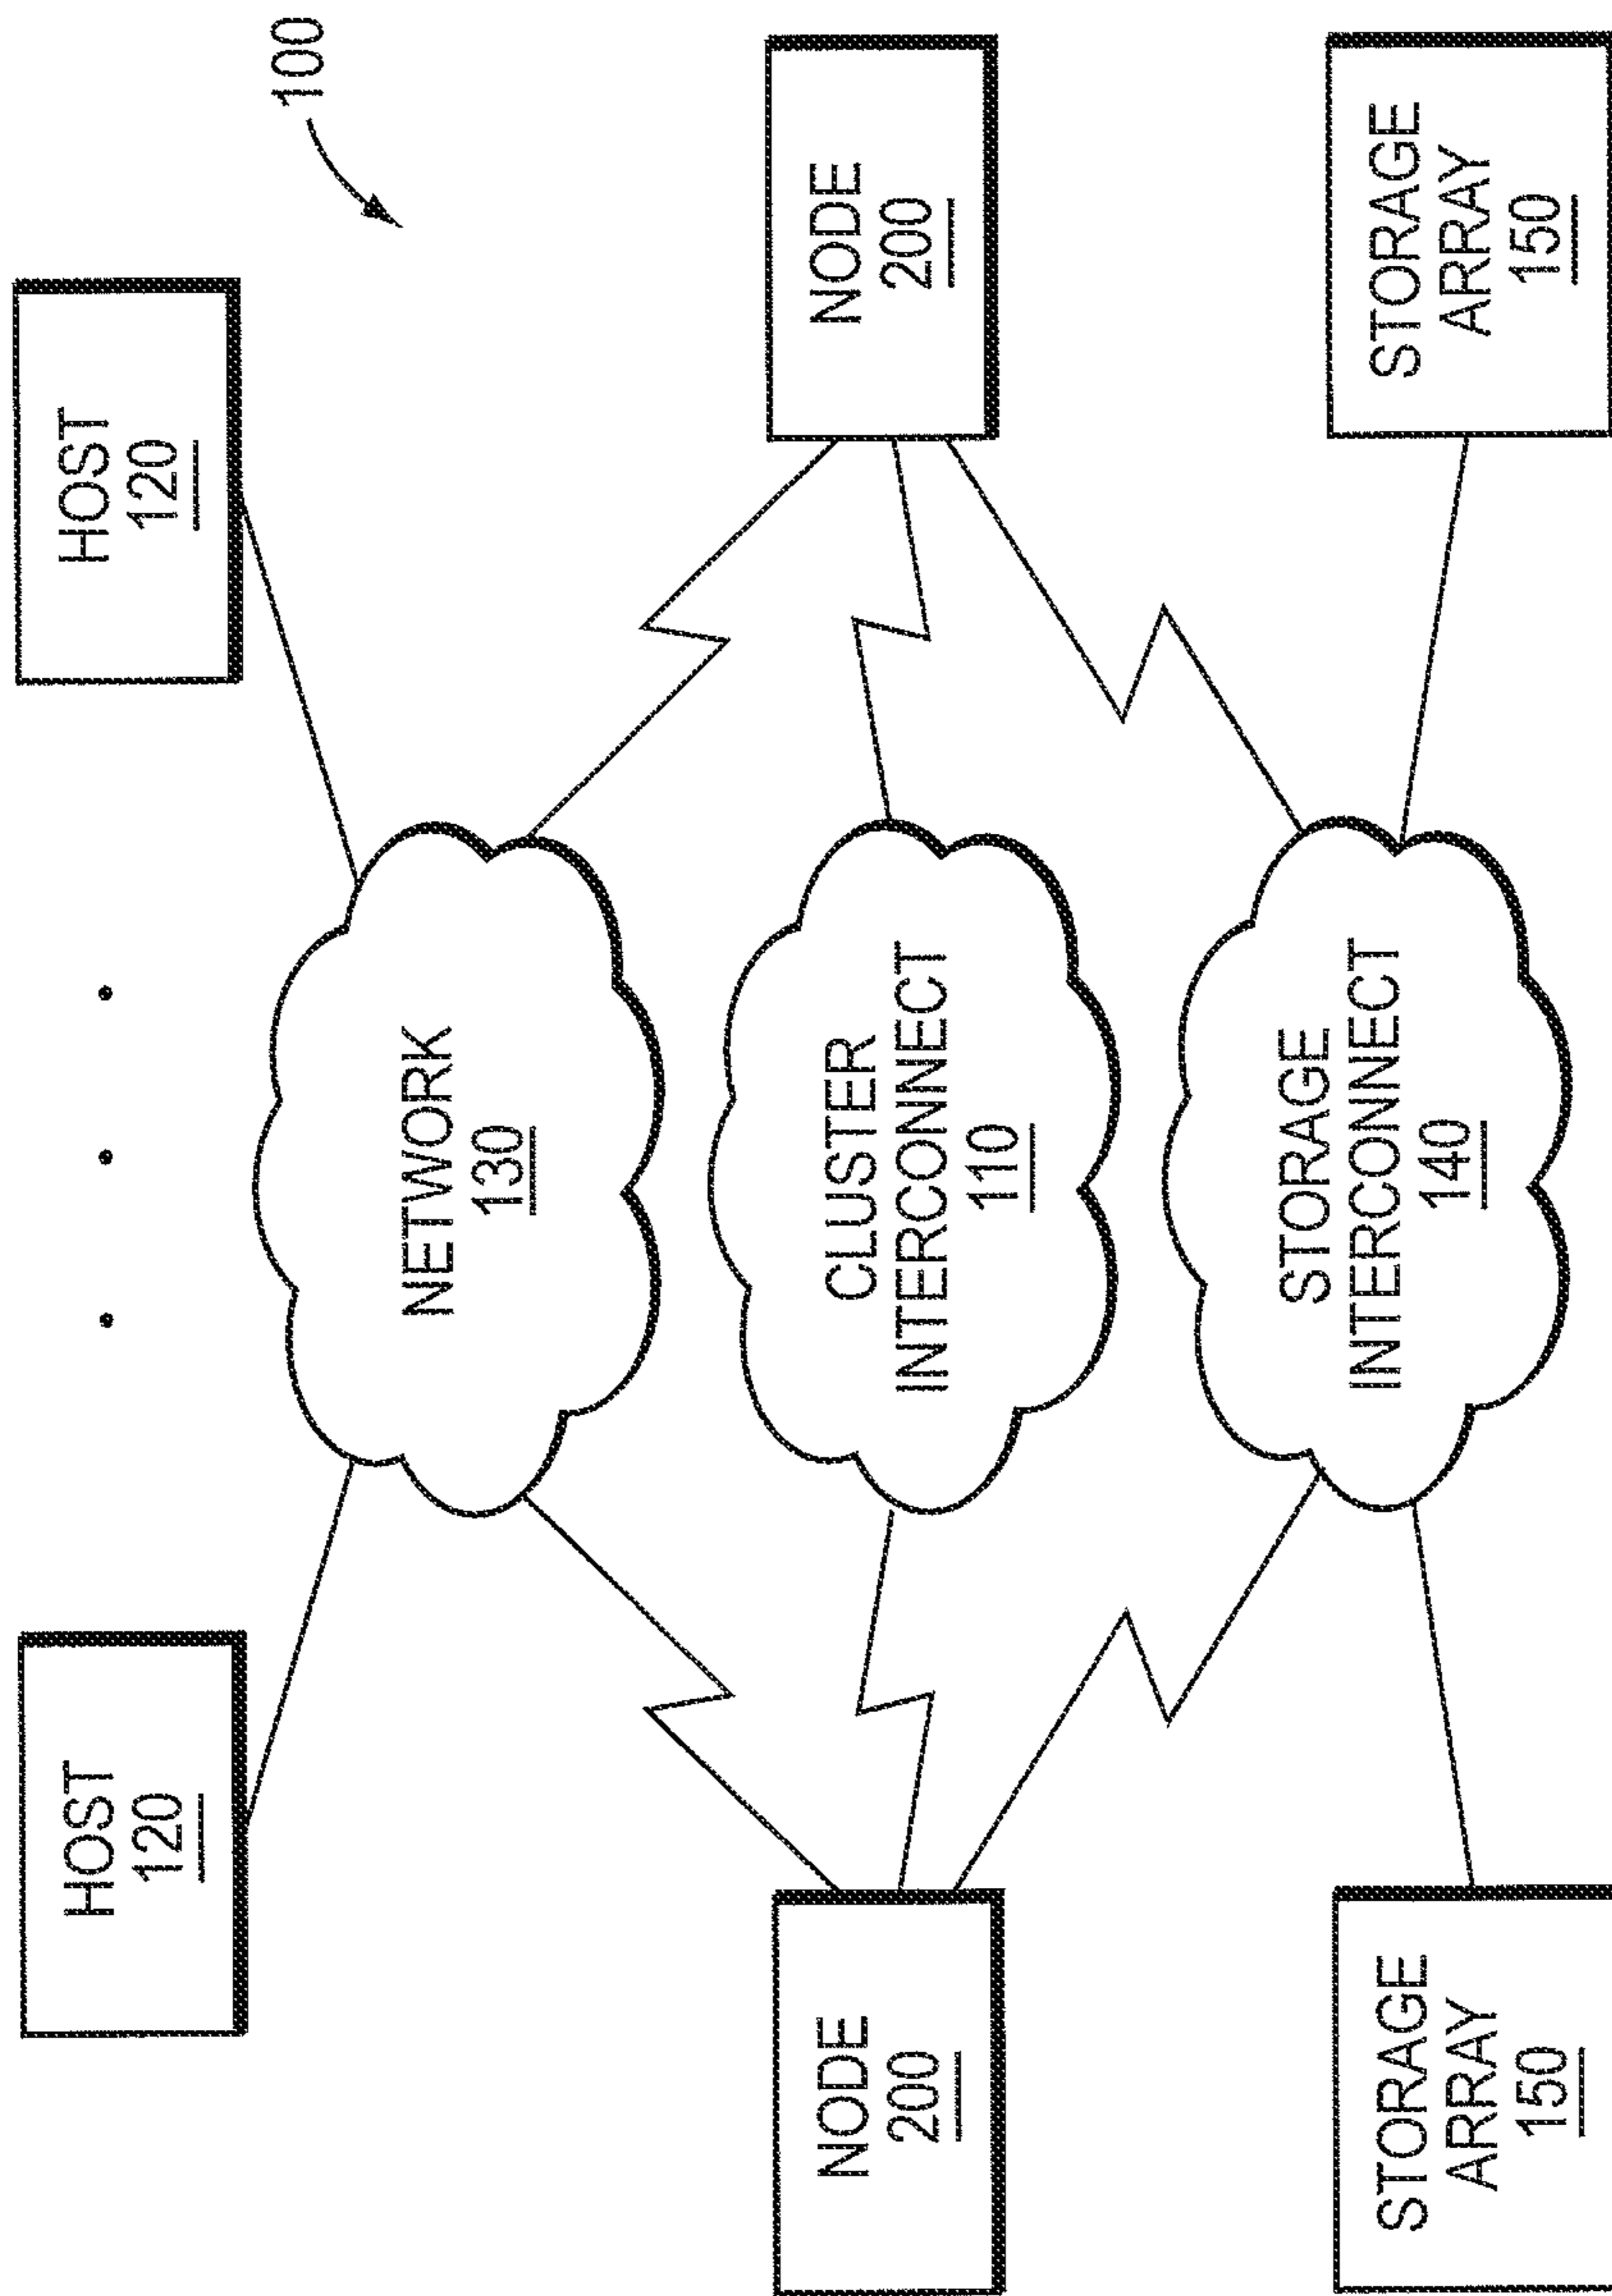 100
HOST
120
HOST
120
NETWORK
130
NODE
200
CLUSTER
INTERCONNECT
110
NODE
200
STORAGE
INTERCONNECT
140
STORAGE
ARRAY
150
STORAGE
ARRAY
150